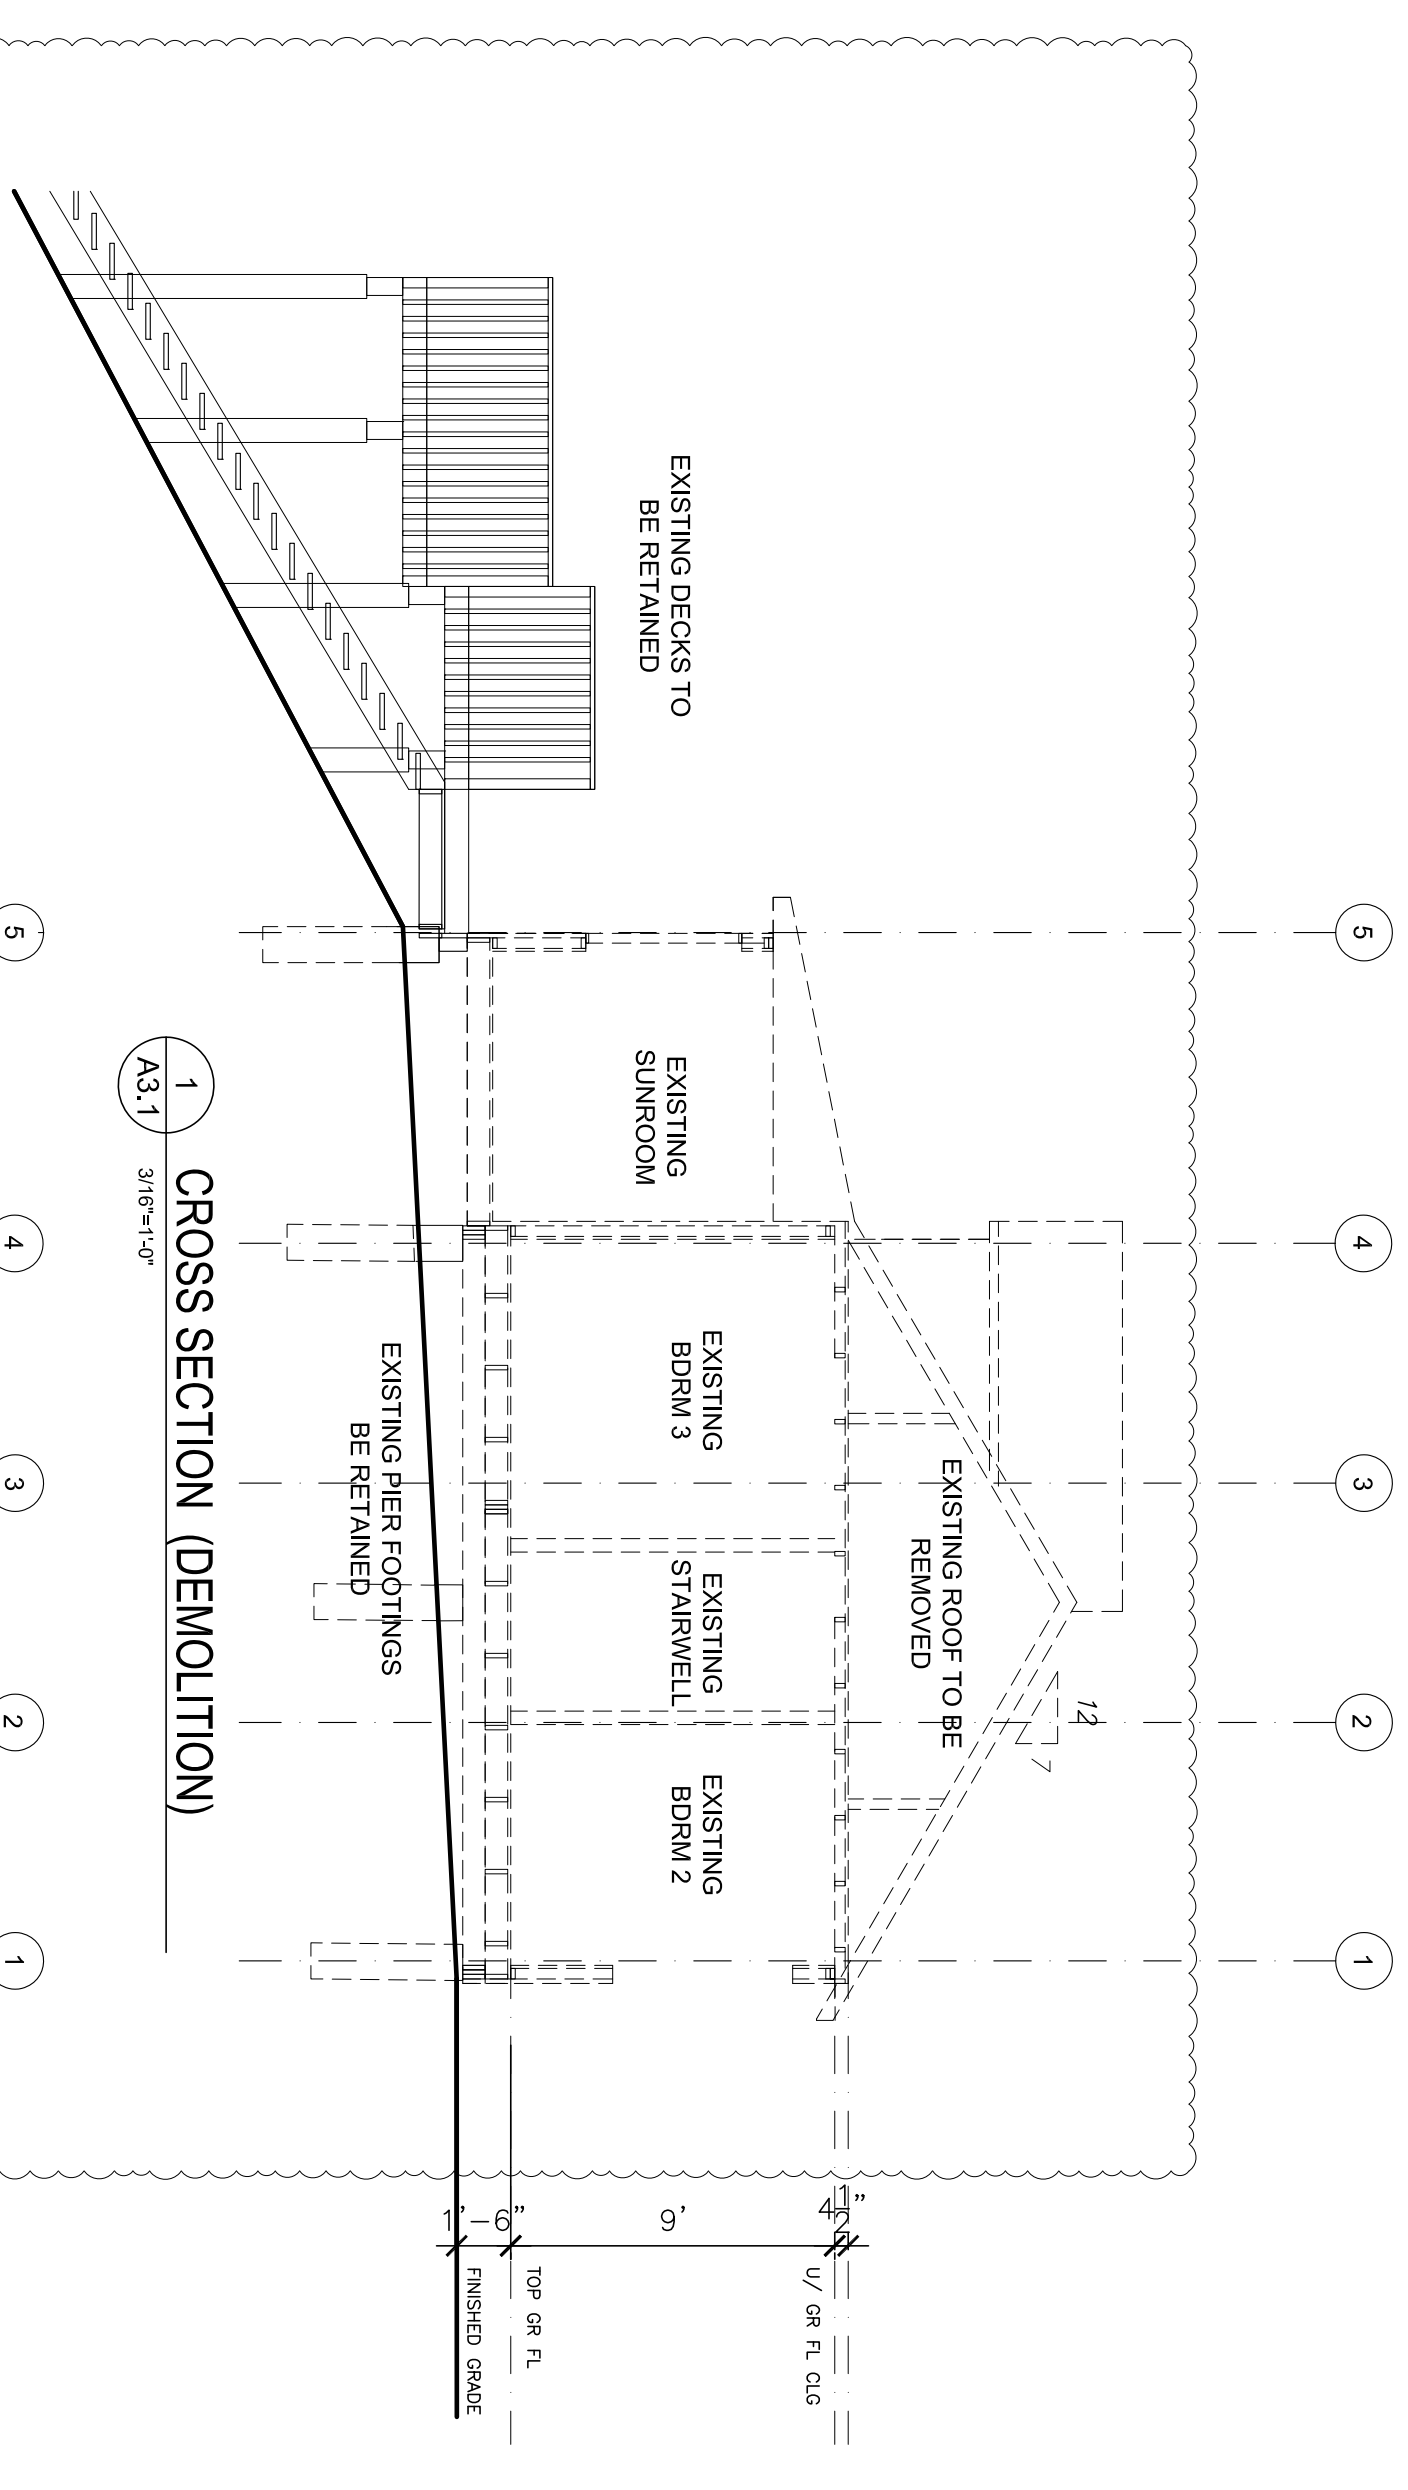 5
4
3
2
1
12
7
EXISTING ROOF TO BE
REMOVED
EXISTING DECKS TO
BE RETAINED
EXISTING
SUNROOM
EXISTING
BDRM 3
EXISTING
STAIRWELL
EXISTING
BDRM 2
4 1/2"
U/ GR FL CLG
9'
TOP GR FL
1'-6"
FINISHED GRADE
EXISTING PIER FOOTINGS
BE RETAINED
1
A3.1
CROSS SECTION (DEMOLITION)
3/16"=1'-0"
5
4
3
2
1